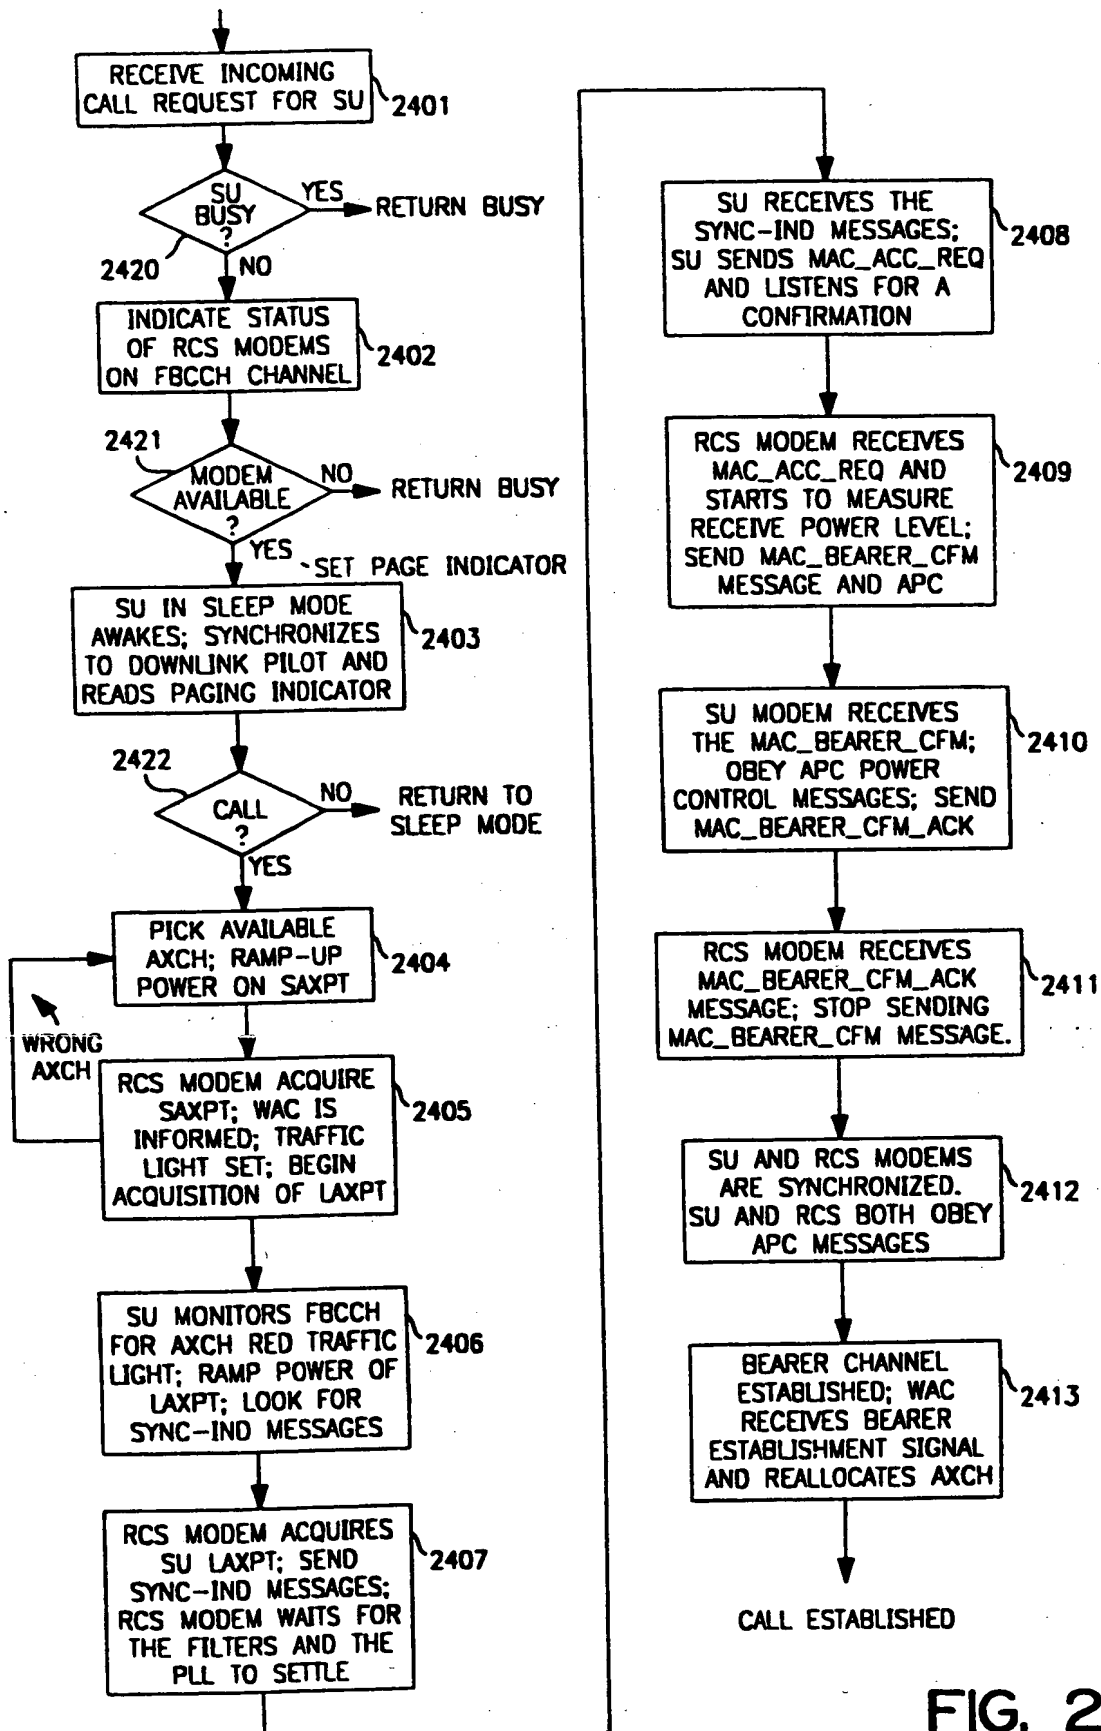 RECEIVE INCOMING
CALL REQUEST FOR SU
2401
SU
BUSY
?
YES
RETURN BUSY
2420
NO
INDICATE STATUS
OF RCS MODEMS
ON FBCCH CHANNEL
2402
2421
MODEM
AVAILABLE
?
NO
RETURN BUSY
YES
SET PAGE INDICATOR
SU IN SLEEP MODE
AWAKES; SYNCHRONIZES
TO DOWNLINK PILOT AND
READS PAGING INDICATOR
2403
2422
CALL
?
NO
RETURN TO
SLEEP MODE
YES
PICK AVAILABLE
AXCH; RAMP-UP
POWER ON SAXPT
2404
WRONG
AXCH
RCS MODEM ACQUIRE
SAXPT; WAC IS
INFORMED; TRAFFIC
LIGHT SET; BEGIN
ACQUISITION OF LAXPT
2405
SU MONITORS FBCCH
FOR AXCH RED TRAFFIC
LIGHT; RAMP POWER OF
LAXPT; LOOK FOR
SYNC-IND MESSAGES
2406
RCS MODEM ACQUIRES
SU LAXPT; SEND
SYNC-IND MESSAGES;
RCS MODEM WAITS FOR
THE FILTERS AND THE
PLL TO SETTLE
2407
SU RECEIVES THE
SYNC-IND MESSAGES;
SU SENDS MAC_ACC_REQ
AND LISTENS FOR A
CONFIRMATION
2408
RCS MODEM RECEIVES
MAC_ACC_REQ AND
STARTS TO MEASURE
RECEIVE POWER LEVEL;
SEND MAC_BEARER_CFM
MESSAGE AND APC
2409
SU MODEM RECEIVES
THE MAC_BEARER_CFM;
OBEY APC POWER
CONTROL MESSAGES; SEND
MAC_BEARER_CFM_ACK
2410
RCS MODEM RECEIVES
MAC_BEARER_CFM_ACK
MESSAGE; STOP SENDING
MAC_BEARER_CFM MESSAGE.
2411
SU AND RCS MODEMS
ARE SYNCHRONIZED.
SU AND RCS BOTH OBEY
APC MESSAGES
2412
BEARER CHANNEL
ESTABLISHED; WAC
RECEIVES BEARER
ESTABLISHMENT SIGNAL
AND REALLOCATES AXCH
2413
CALL ESTABLISHED
FIG. 2